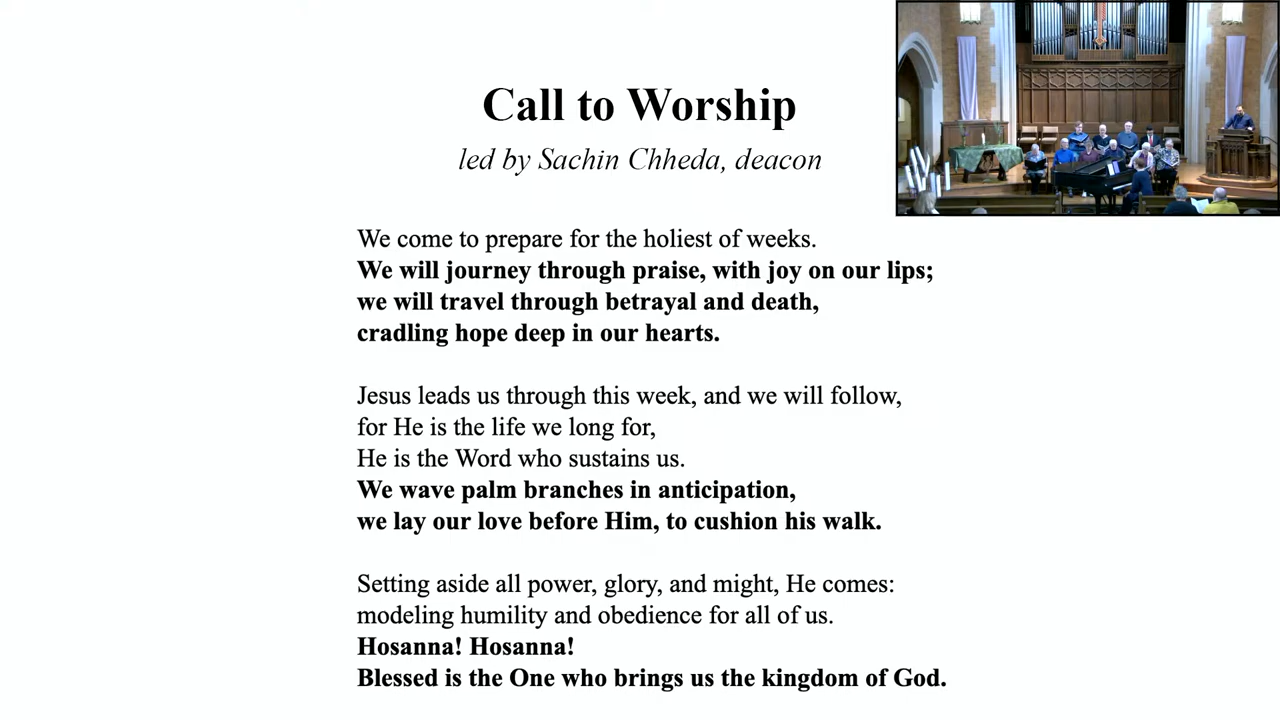 Call to Worship
led by Sachin Chheda, deacon
We come to prepare for the holiest of weeks.
We will journey through praise, with joy on our lips;
we will travel through betrayal and death,
cradling hope deep in our hearts.
Jesus leads us through this week, and we will follow,
for He is the life we long for,
He is the Word who sustains us.
We wave palm branches in anticipation,
we lay our love before Him, to cushion his walk.
Setting aside all power, glory, and might, He comes:
modeling humility and obedience for all of us.
Hosanna! Hosanna!
Blessed is the One who brings us the kingdom of God.